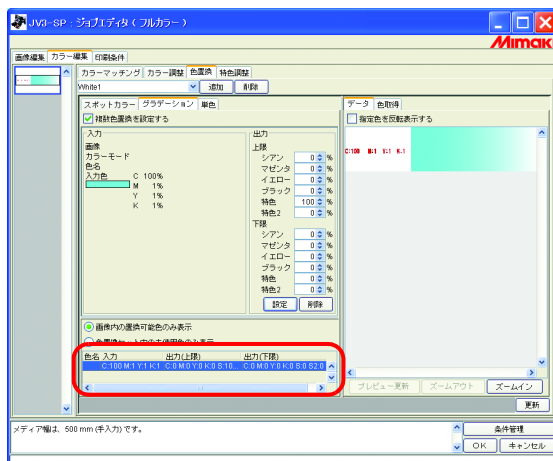 JV3-SP : ジョブエディタ ( フルカラー )
Mimaki
画像編集 カラー編集 印刷条件
カラーマッチング カラー調整 色置換 特色調整
White1 追加 削除
スポットカラー グラデーション 単色
複数色置換を設定する
入力
画像
カラーモード
色名
入力色 C 100%
M 1%
Y 1%
K 1%
出力
上限
シアン 0 %
マゼンタ 0 %
イエロー 0 %
ブラック 0 %
特色 100 %
特色2 0 %
下限
シアン 0 %
マゼンタ 0 %
イエロー 0 %
ブラック 0 %
特色 0 %
特色2 0 %
設定 削除
画像内の置換可能色のみ表示
色名 入力 出力(上限) 出力(下限)
C:100 M:1 Y:1 K:1 C:0 M:0 Y:0 K:0 S:10... C:0 M:0 Y:0 K:0 S:0 S2:0
データ 色取得
指定色を反転表示する
C:100 M:1 Y:1 K:1
プレビュー更新 ズームアウト ズームイン
更新
メディア幅は、500 mm (手入力) です。
条件管理
OK キャンセル